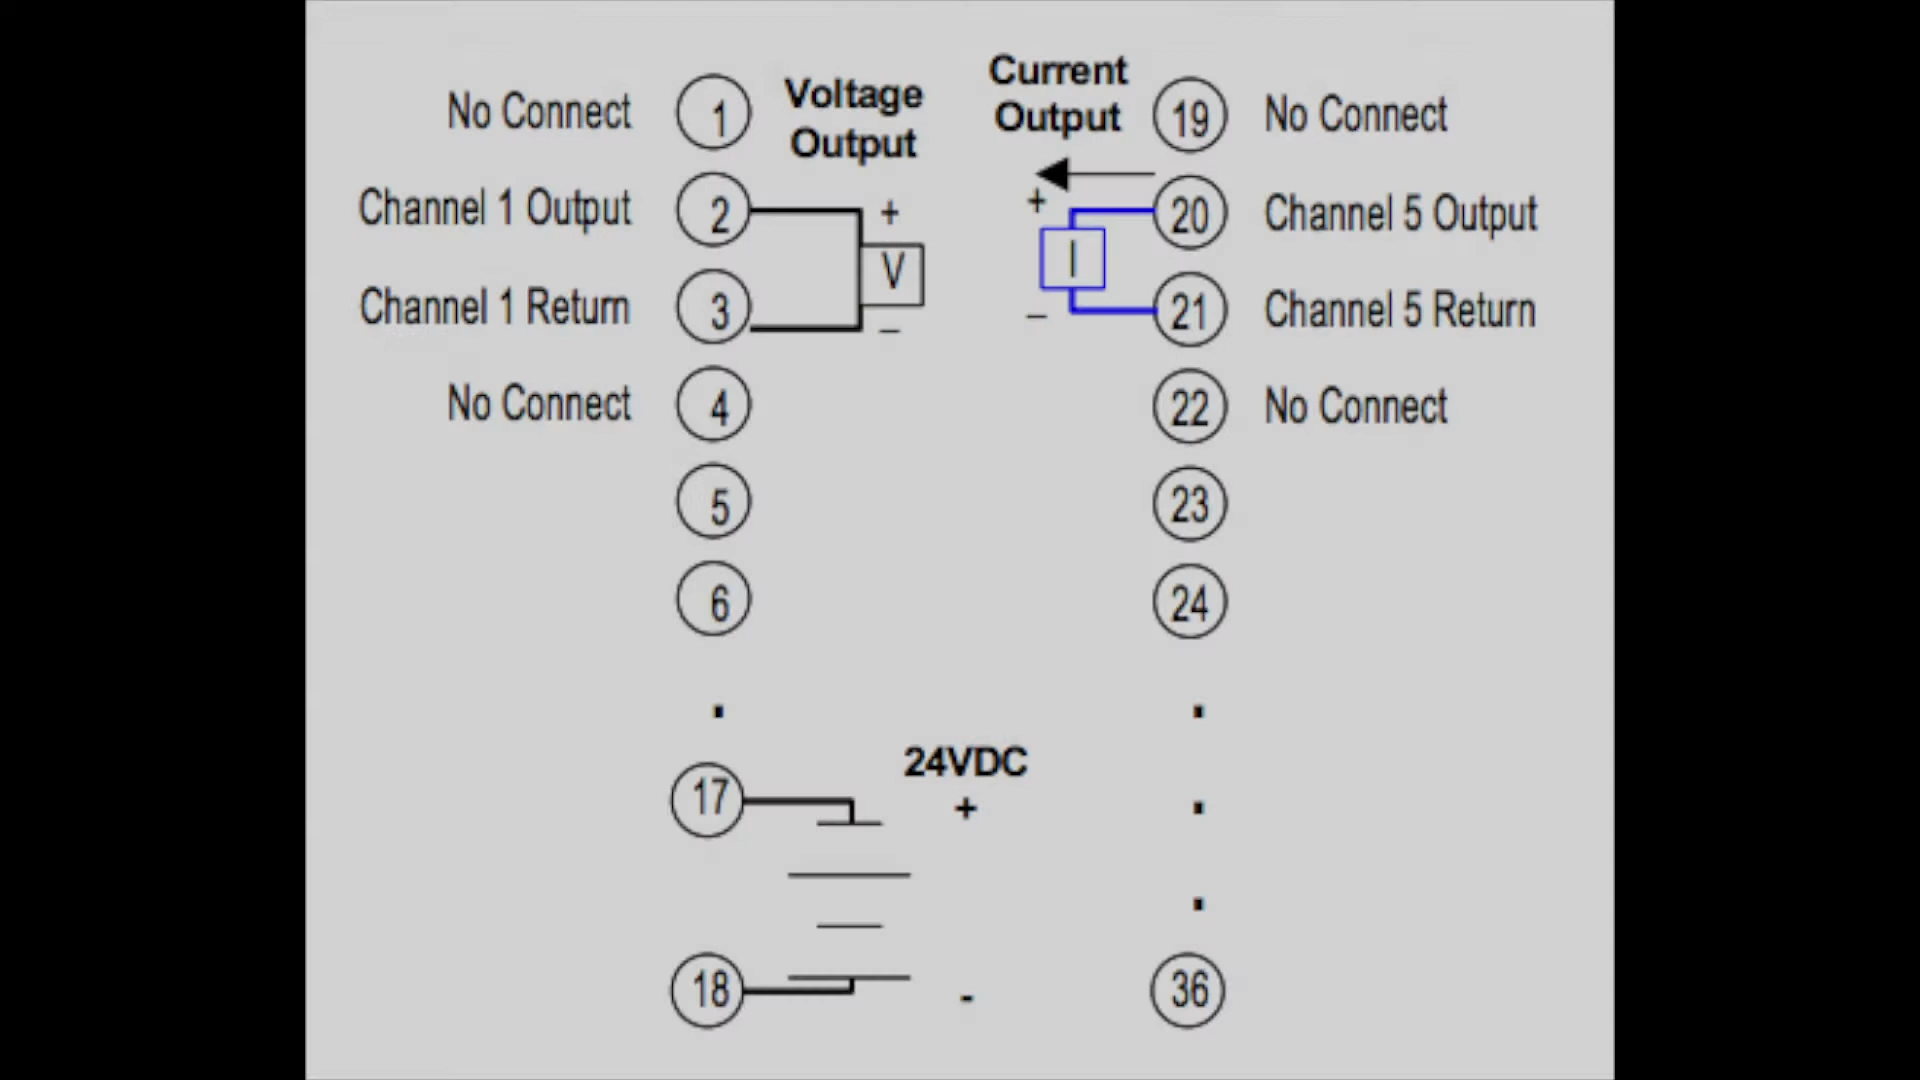 No Connect 1 Voltage Output Current Output 19 No Connect
Channel 1 Output 2 + + 20 Channel 5 Output
V I
Channel 1 Return 3 – – 21 Channel 5 Return
No Connect 4 22 No Connect
5 23
6 24
. .
24VDC
17 + .
.
18 - 36